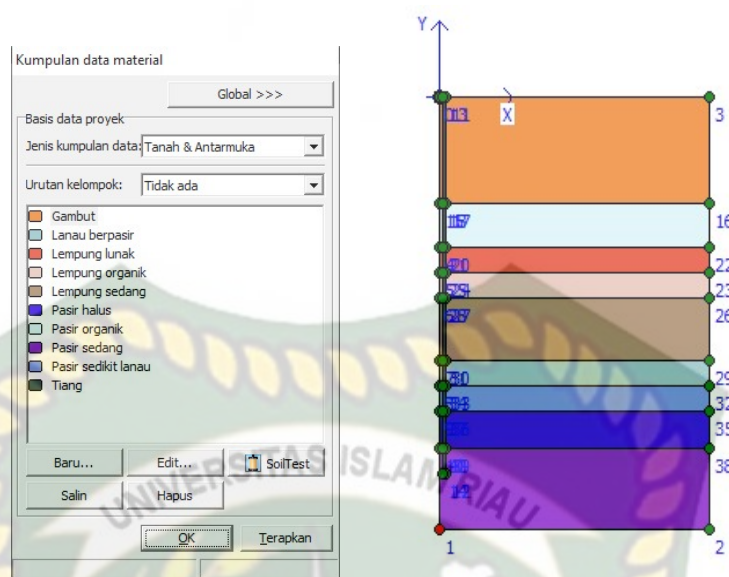 Kumpulan data material
Global >>>
Basis data proyek
Jenis kumpulan data: Tanah & Antarmuka
Urutan kelompok: Tidak ada
Gambut
Lanau berpasir
Lempung lunak
Lempung organik
Lempung sedang
Pasir halus
Pasir organik
Pasir sedang
Pasir sedikit lanau
Tiang
Baru... Edit... SoilTest
Salin Hapus
OK Terapkan
Y
X
3
16
22
23
26
29
32
35
38
1 2
UNIVERSITAS ISLAM RIAU